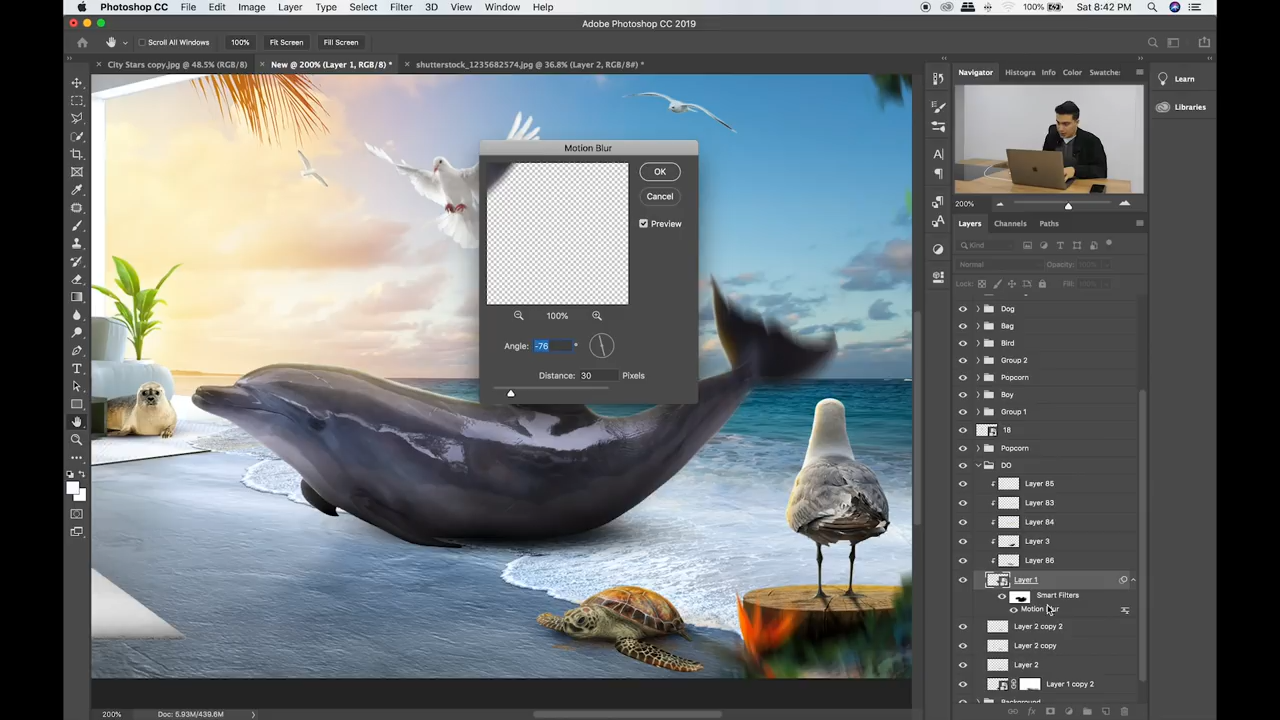 Photoshop CC File Edit Image Layer Type Select Filter 3D View Window Help 100% Sat 8:42 PM
Adobe Photoshop CC 2019
Scroll All Windows 100% Fit Screen Fill Screen
City Stars copy.jpg @ 48.5% (RGB/8) New @ 200% (Layer 1, RGB/8) * shutterstock_1235682574.jpg @ 36.8% (Layer 2, RGB/8#) *
Navigator Histogra Info Color Swatche:
Learn
Libraries
Motion Blur
OK
Cancel
Preview
100%
Angle: -76 °
Distance: 30 Pixels
200%
Layers Channels Paths
Kind
Normal Opacity: 100%
Lock: Fill: 100%
Dog
Bag
Bird
Group 2
Popcorn
Boy
Group 1
18
Popcorn
DO
Layer 85
Layer 83
Layer 84
Layer 3
Layer 86
Layer 1
Smart Filters
Motion Blur
Layer 2 copy 2
Layer 2 copy
Layer 2
Layer 1 copy 2
Background
200% Doc: 5.93M/439.6M